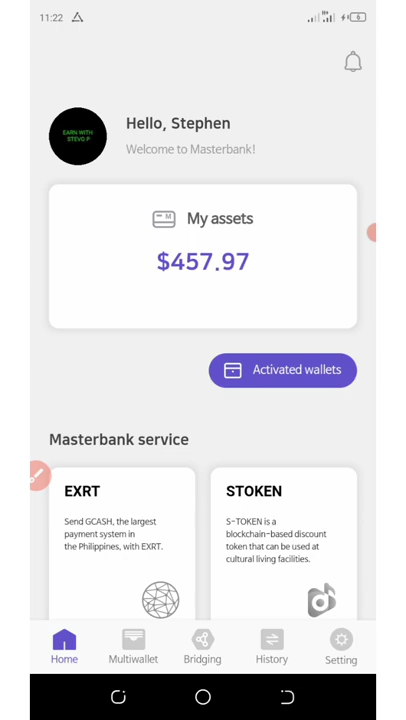 11:22
H+
6
EARN WITH
STEVO P
Hello, Stephen
Welcome to Masterbank!
M
My assets
$457.97
Activated wallets
Masterbank service
EXRT
Send GCASH, the largest
payment system in
the Philippines, with EXRT.
STOKEN
S-TOKEN is a
blockchain-based discount
token that can be used at
cultural living facilities.
Home
Multiwallet
Bridging
History
Setting